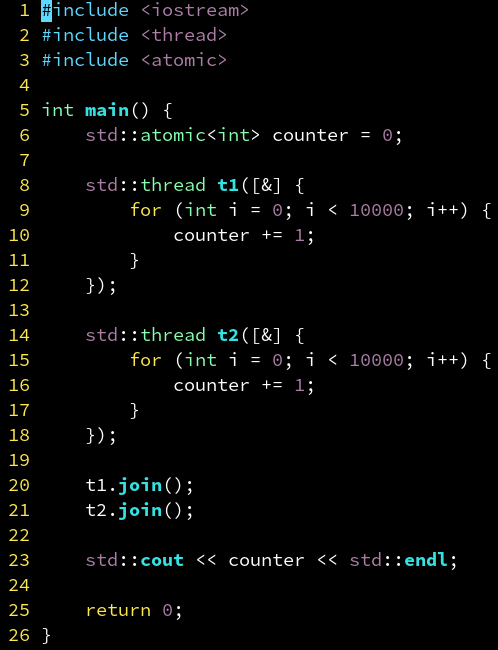 1 #include <iostream>
2 #include <thread>
3 #include <atomic>
4
5 int main() {
6     std::atomic<int> counter = 0;
7
8     std::thread t1([&] {
9         for (int i = 0; i < 10000; i++) {
10             counter += 1;
11         }
12     });
13
14     std::thread t2([&] {
15         for (int i = 0; i < 10000; i++) {
16             counter += 1;
17         }
18     });
19
20     t1.join();
21     t2.join();
22
23     std::cout << counter << std::endl;
24
25     return 0;
26 }